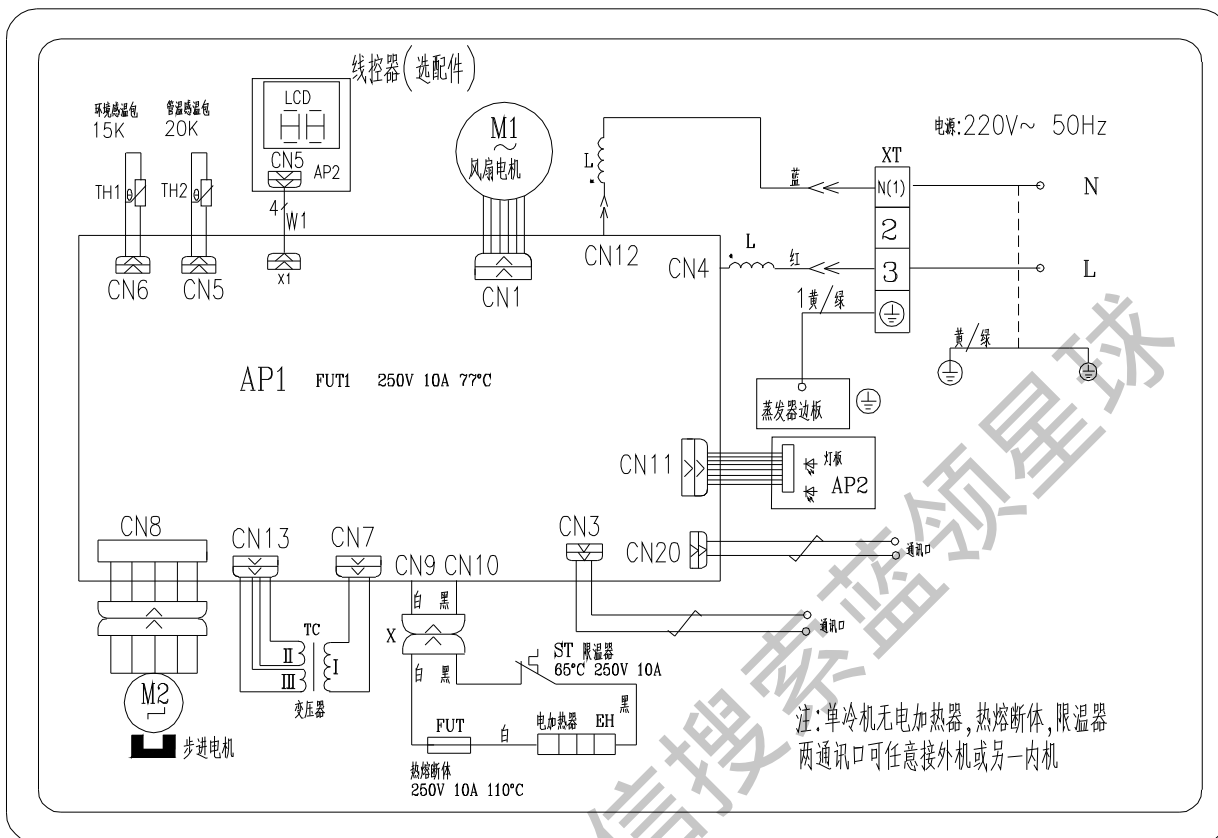 线控器(选配件)
环境感温包
15K
管温感温包
20K
LCD
CN5
AP2
TH1
θ
TH2
θ
4
W1
X1
CN6
CN5
M1
~
风扇电机
CN1
L
CN12
电源:220V~ 50Hz
XT
蓝
N(1)
N
2
CN4
L
红
3
L
1黄/绿
黄/绿
AP1 FUT1 250V 10A 77°C
蒸发器边板
CN11
灯板
AP2
CN8
CN13
CN7
CN9
CN10
CN3
CN20
通讯口
通讯口
白
黑
X
白
黑
TC
II
I
III
变压器
ST 限温器
65°C 250V 10A
黑
M2
步进电机
FUT
白
电加热器
EH
热熔断体
250V 10A 110°C
注:单冷机无电加热器,热熔断体,限温器
两通讯口可任意接外机或另一内机
信搜索蓝领星球